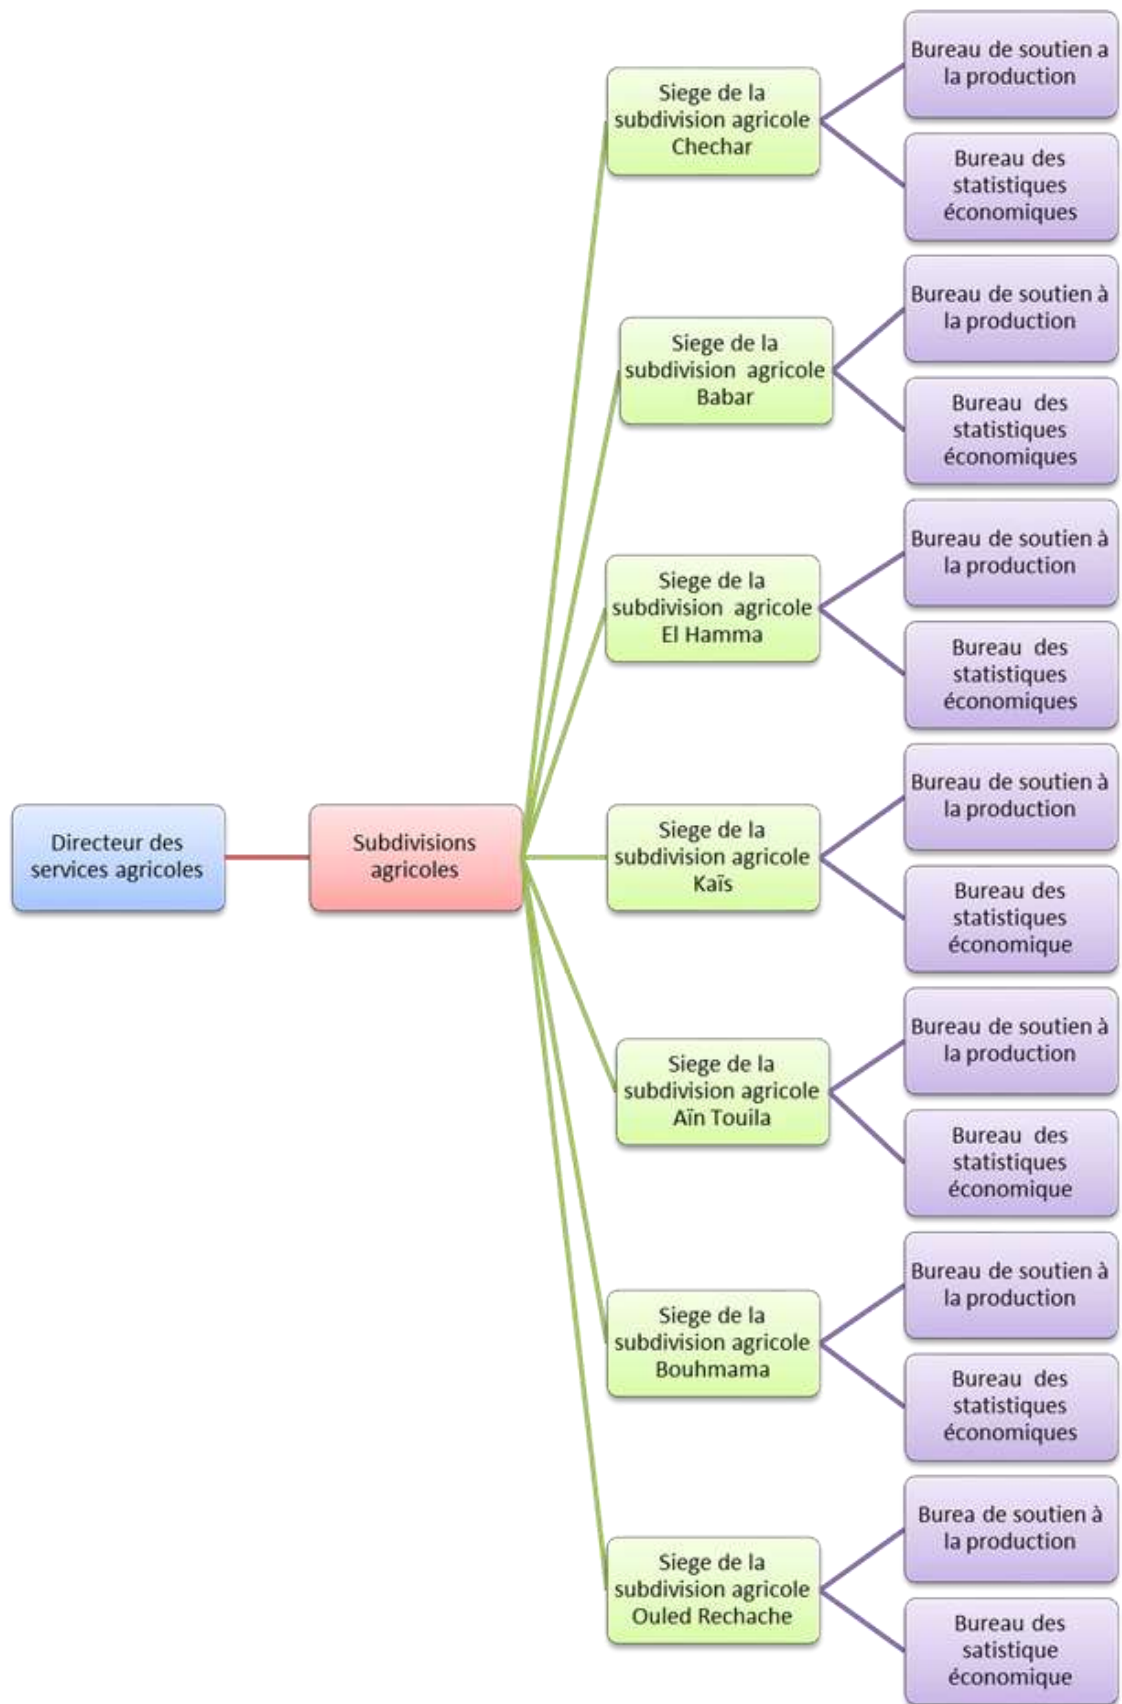 Directeur des
services agricoles
Subdivisions
agricoles
Siege de la
subdivision agricole
Chechar
Bureau de soutien a
la production
Bureau des
statistiques
économiques
Siege de la
subdivision agricole
Babar
Bureau de soutien à
la production
Bureau des
statistiques
économiques
Siege de la
subdivision agricole
El Hamma
Bureau de soutien à
la production
Bureau des
statistiques
économiques
Siege de la
subdivision agricole
Kaïs
Bureau de soutien à
la production
Bureau des
statistiques
économique
Siege de la
subdivision agricole
Aïn Touila
Bureau de soutien à
la production
Bureau des
statistiques
économique
Siege de la
subdivision agricole
Bouhmama
Bureau de soutien à
la production
Bureau des
statistiques
économiques
Siege de la
subdivision agricole
Ouled Rechache
Burea de soutien à
la production
Bureau des
satistique
économique